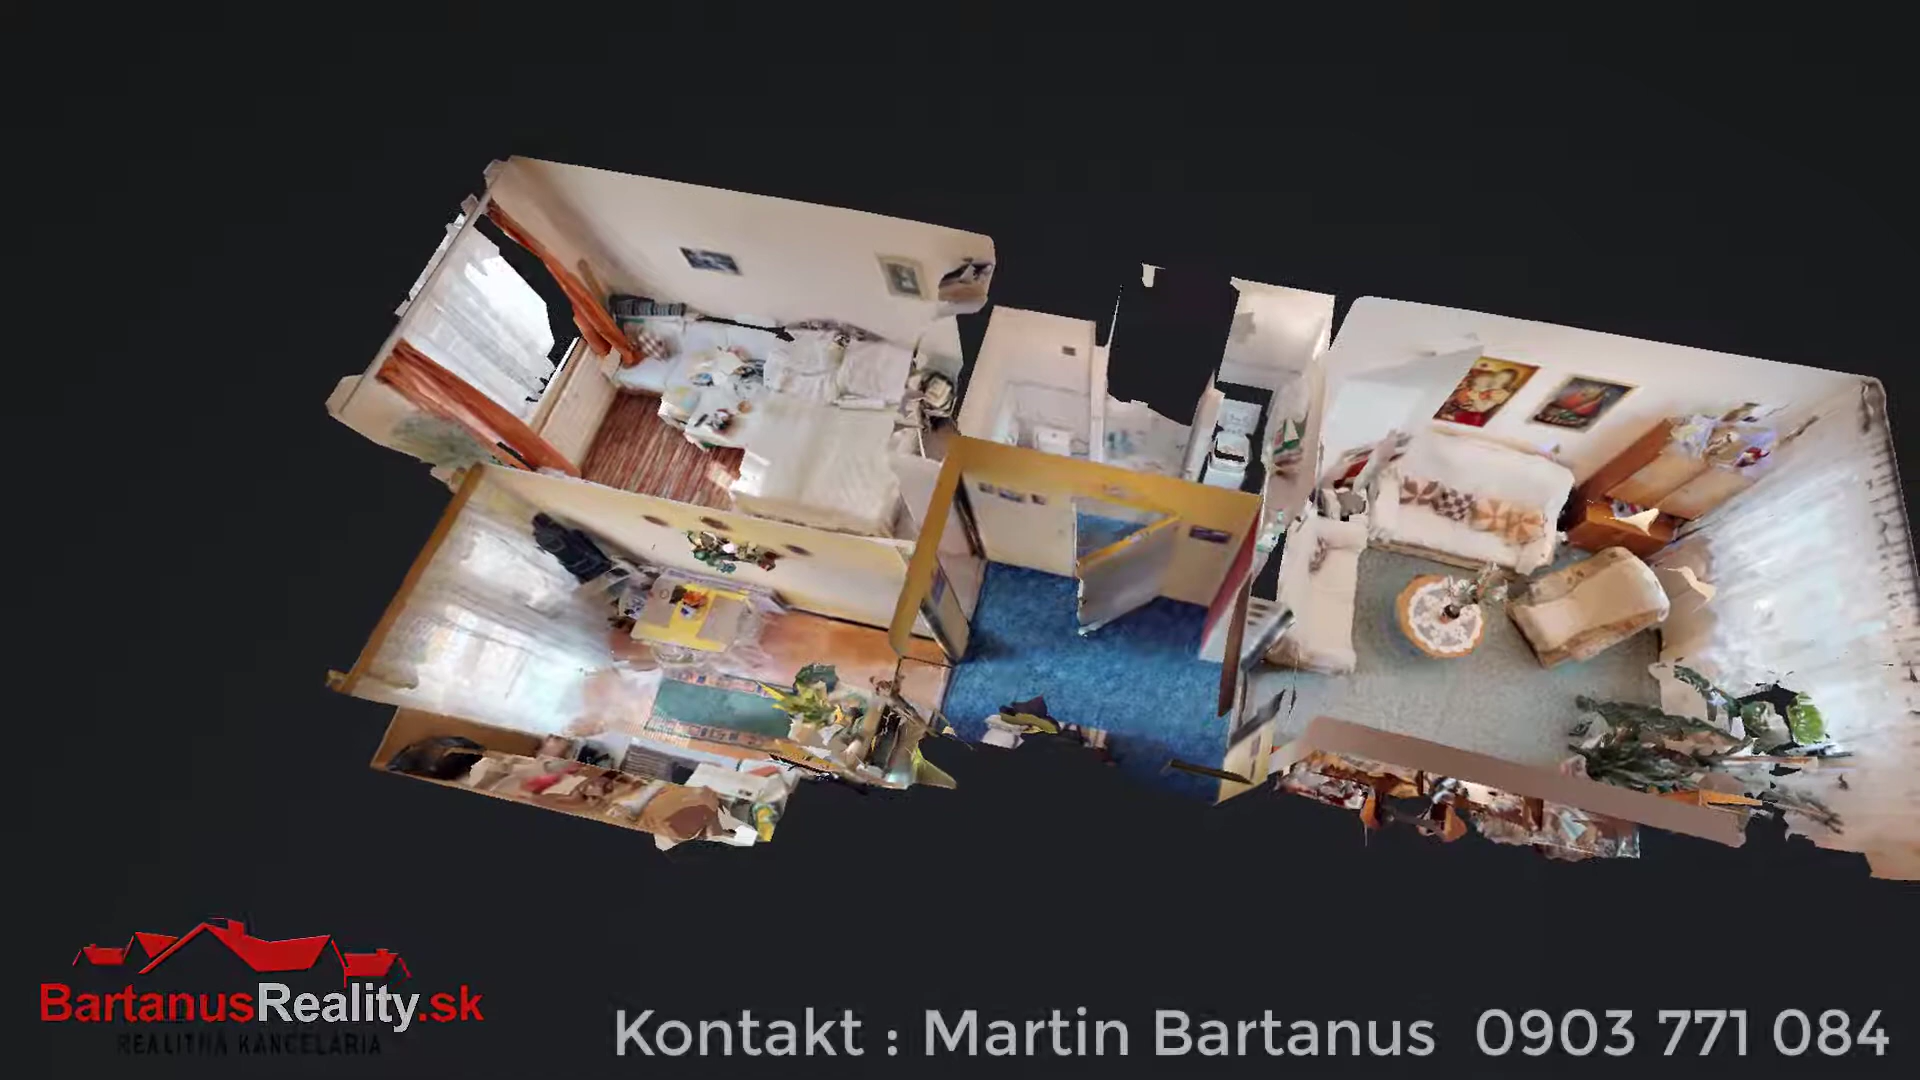 BartanusReality.sk
REALITNÁ KANCELÁRIA
Kontakt : Martin Bartanus 0903 771 084